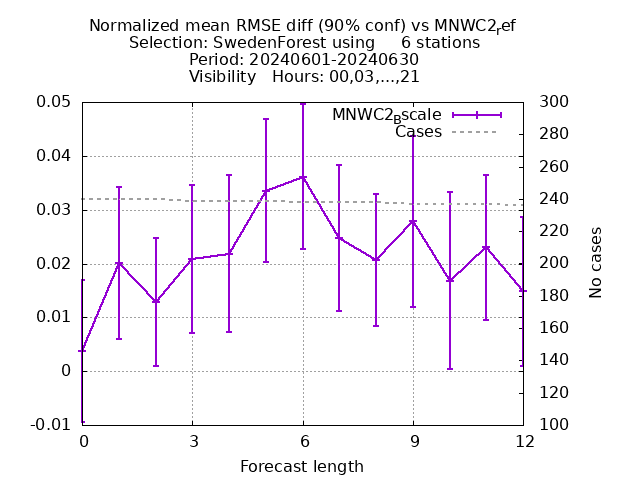 Normalized mean RMSE diff (90% conf) vs MNWC2ref
Selection: SwedenForest using 6 stations
Period: 20240601-20240630
Visibility Hours: 00,03,...,21
MNWC2Bscale
Cases
0.05
0.04
0.03
0.02
0.01
0
-0.01
300
280
260
240
220
200
180
160
140
120
100
No cases
0
3
6
9
12
Forecast length